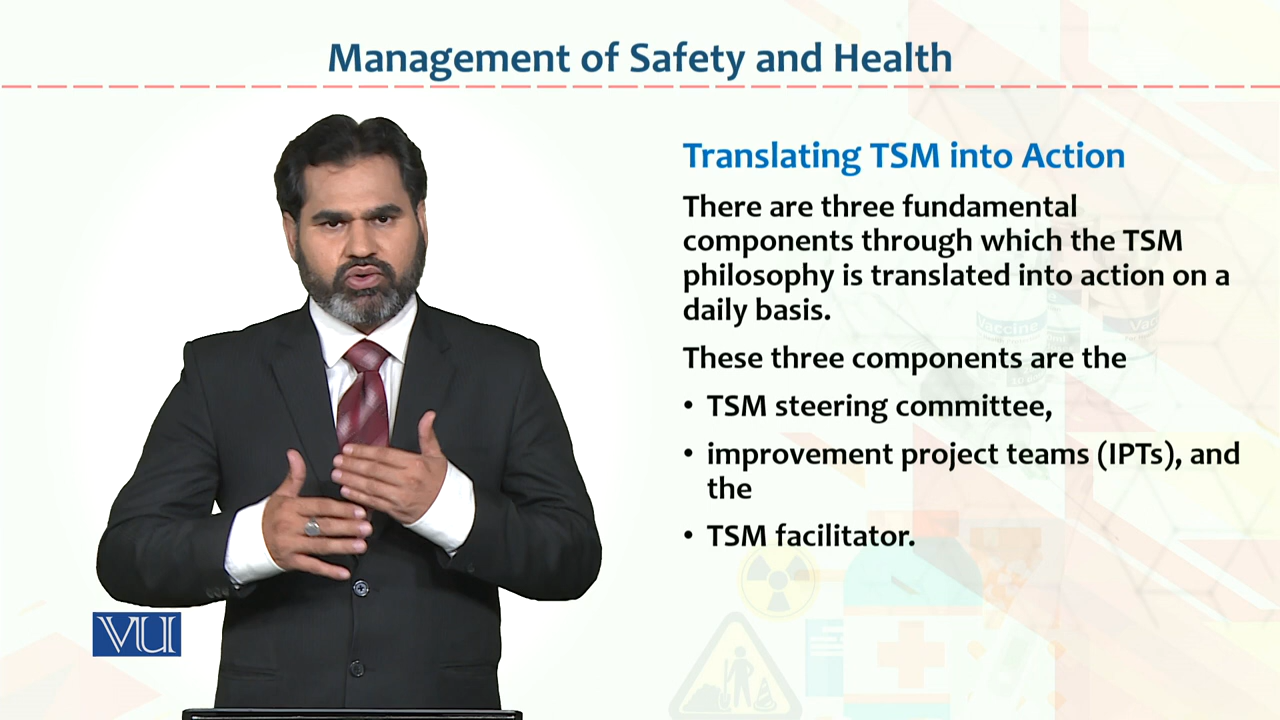 Management of Safety and Health
Translating TSM into Action
There are three fundamental
components through which the TSM
philosophy is translated into action on a
daily basis.
These three components are the
• TSM steering committee,
• improvement project teams (IPTs), and
the
• TSM facilitator.
Vaccine
VU